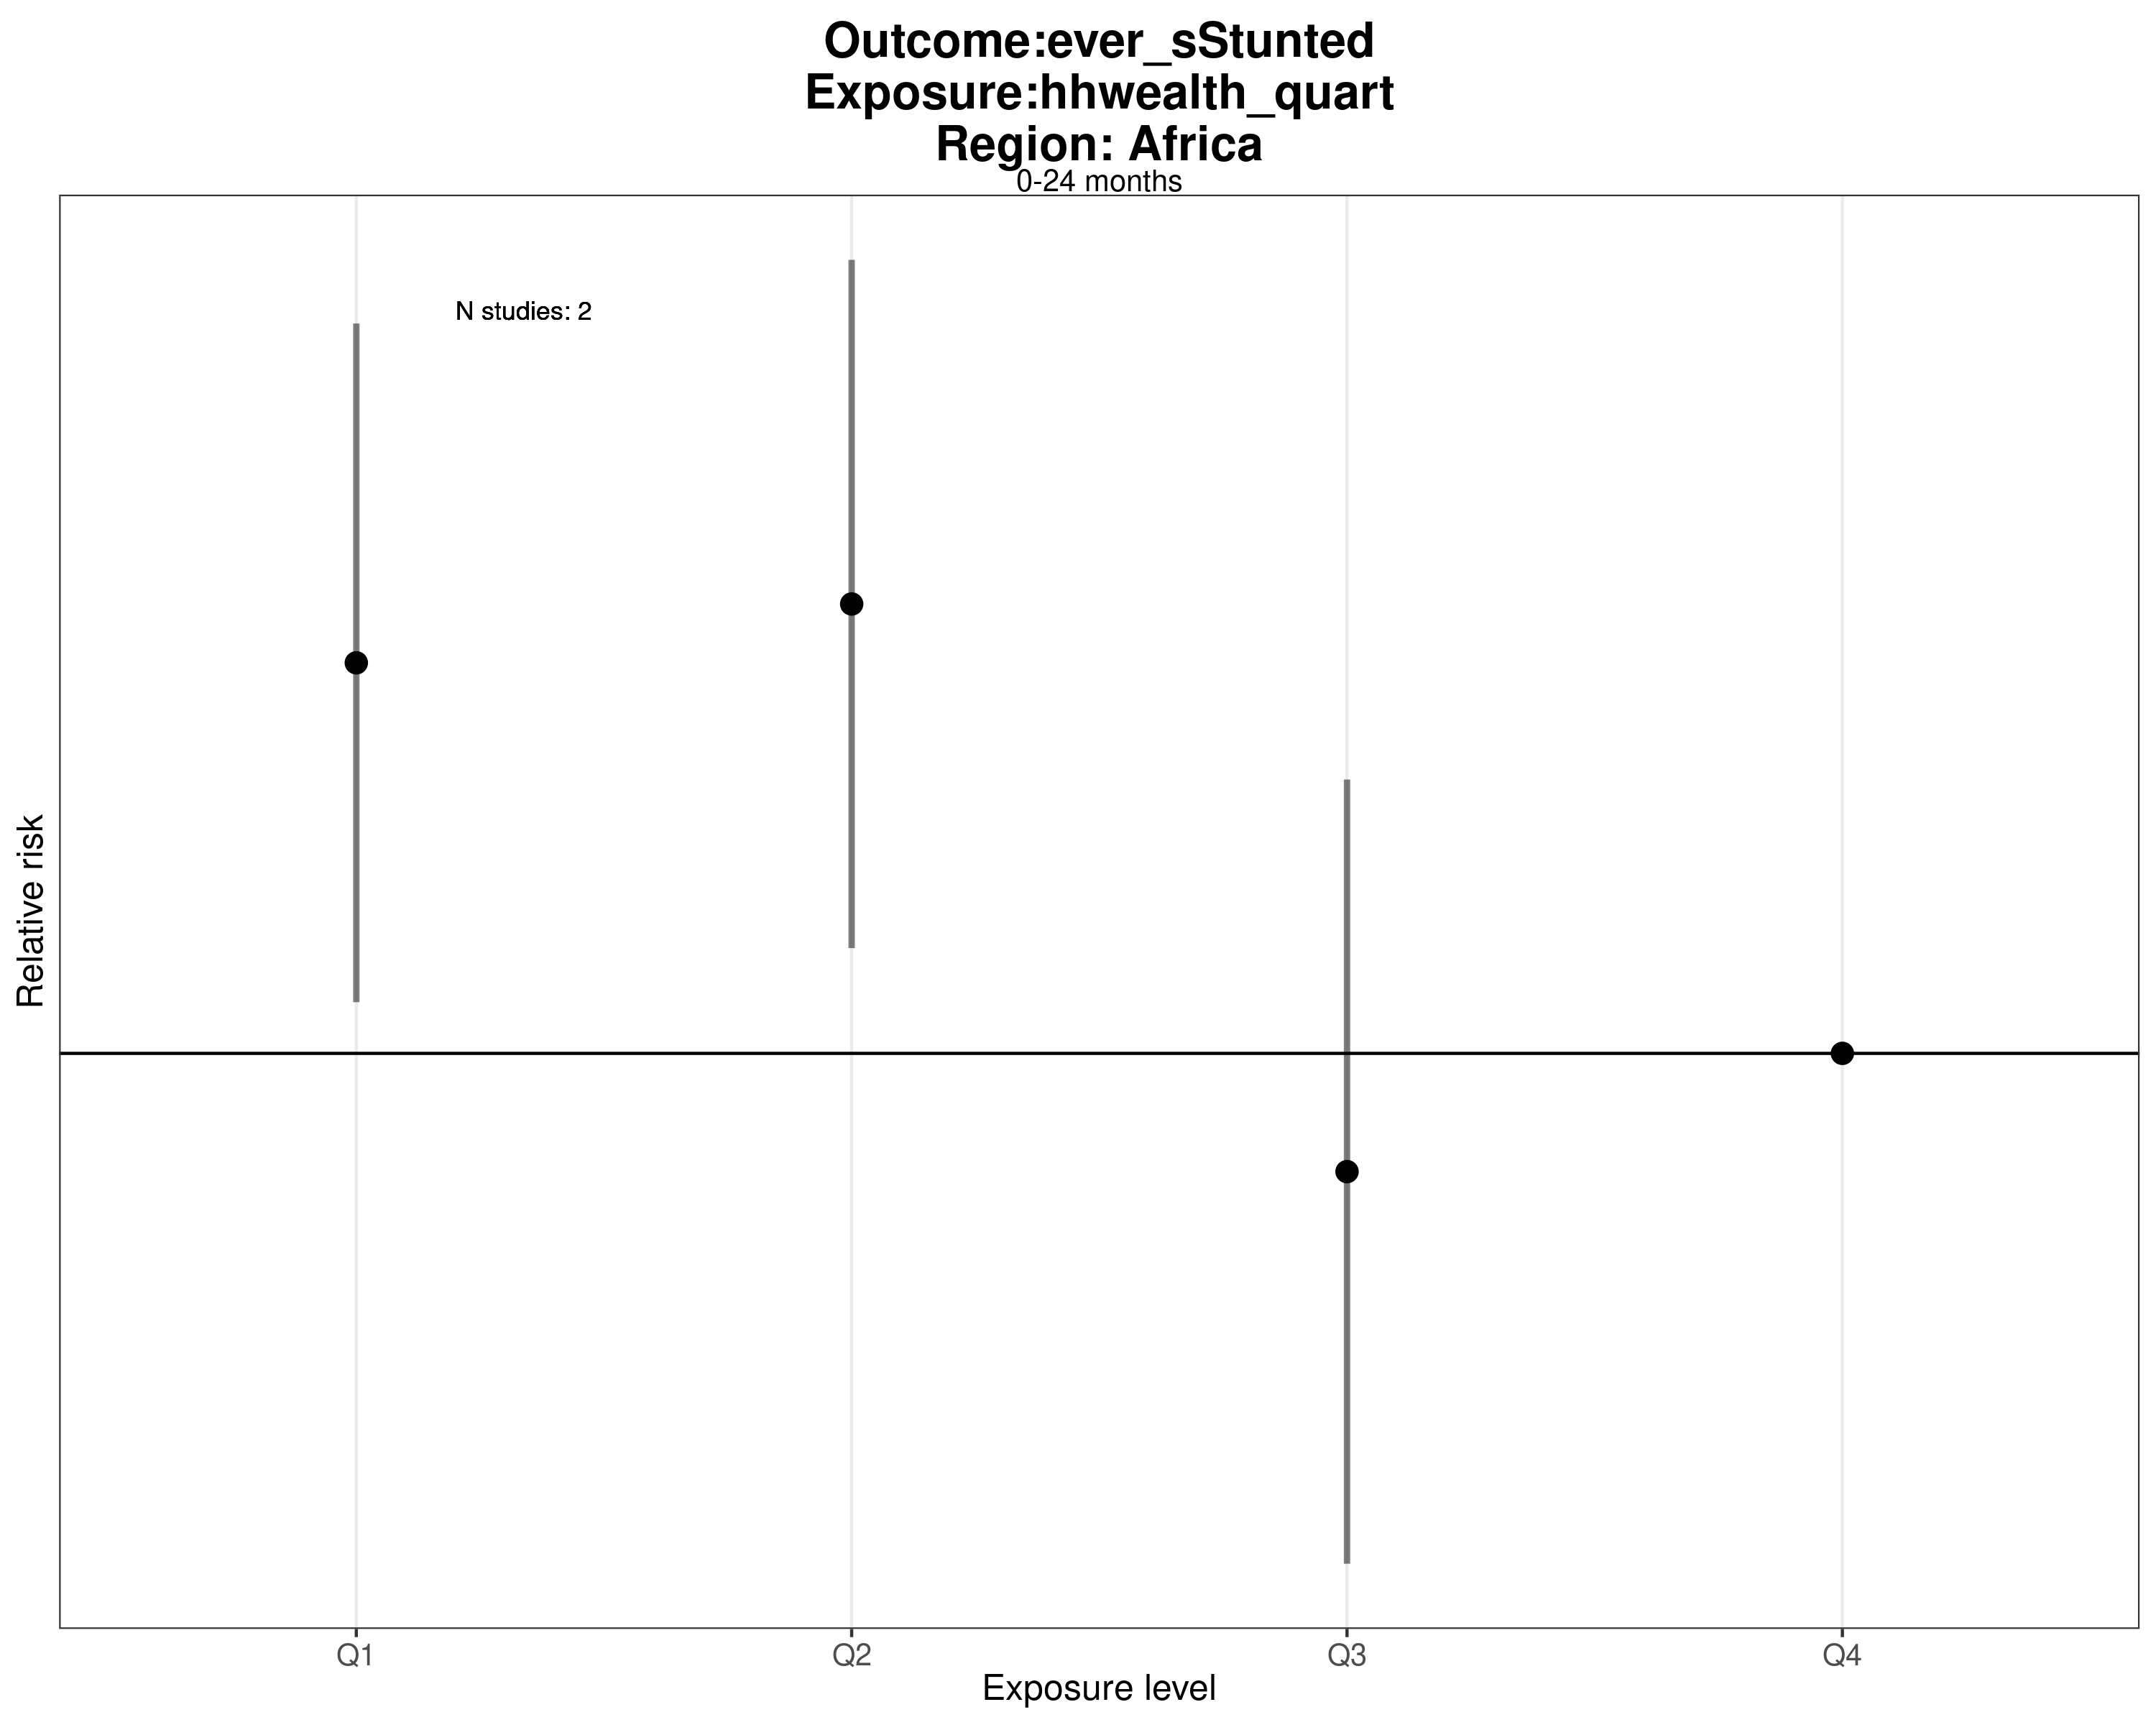 Outcome:ever_sStunted
Exposure:hhwealth_quart
Region: Africa
0-24 months
N studies: 2
Relative risk
Q1 Q2 Q3 Q4
Exposure level